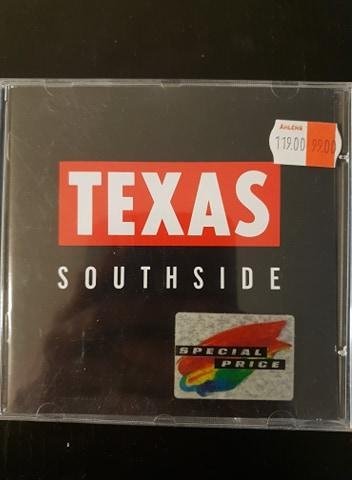 ÅHLÉNS
119.00 99.00
TEXAS
SOUTHSIDE
SPECIAL
PRICE